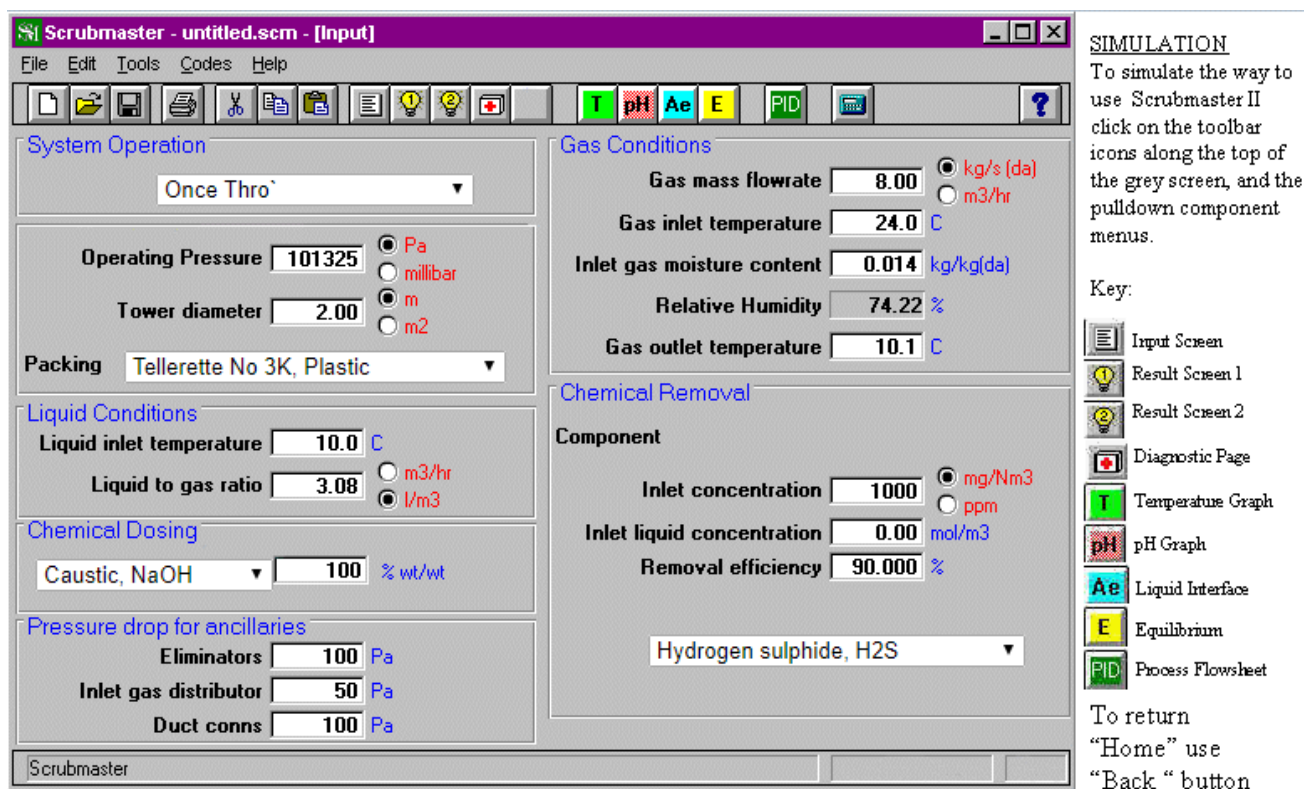 Scrubmaster - untitled.scm - [Input]
File Edit Tools Codes Help
T pH Ae E PID ?
System Operation
Once Thro`
Operating Pressure 101325 Pa
millibar
Tower diameter 2.00 m
m2
Packing Tellerette No 3K, Plastic
Liquid Conditions
Liquid inlet temperature 10.0 C
Liquid to gas ratio 3.08 m3/hr
l/m3
Chemical Dosing
Caustic, NaOH 100 % wt/wt
Pressure drop for ancillaries
Eliminators 100 Pa
Inlet gas distributor 50 Pa
Duct conns 100 Pa
Gas Conditions
Gas mass flowrate 8.00 kg/s (da)
m3/hr
Gas inlet temperature 24.0 C
Inlet gas moisture content 0.014 kg/kg(da)
Relative Humidity 74.22 %
Gas outlet temperature 10.1 C
Chemical Removal
Component
Inlet concentration 1000 mg/Nm3
ppm
Inlet liquid concentration 0.00 mol/m3
Removal efficiency 90.000 %
Hydrogen sulphide, H2S
Scrubmaster
SIMULATION
To simulate the way to
use Scrubmaster II
click on the toolbar
icons along the top of
the grey screen, and the
pulldown component
menus.
Key:
Input Screen
1 Result Screen 1
2 Result Screen 2
Diagnostic Page
T Temperature Graph
pH pH Graph
Ae Liquid Interface
E Equilibrium
PID Process Flowsheet
To return
“Home” use
“Back “ button